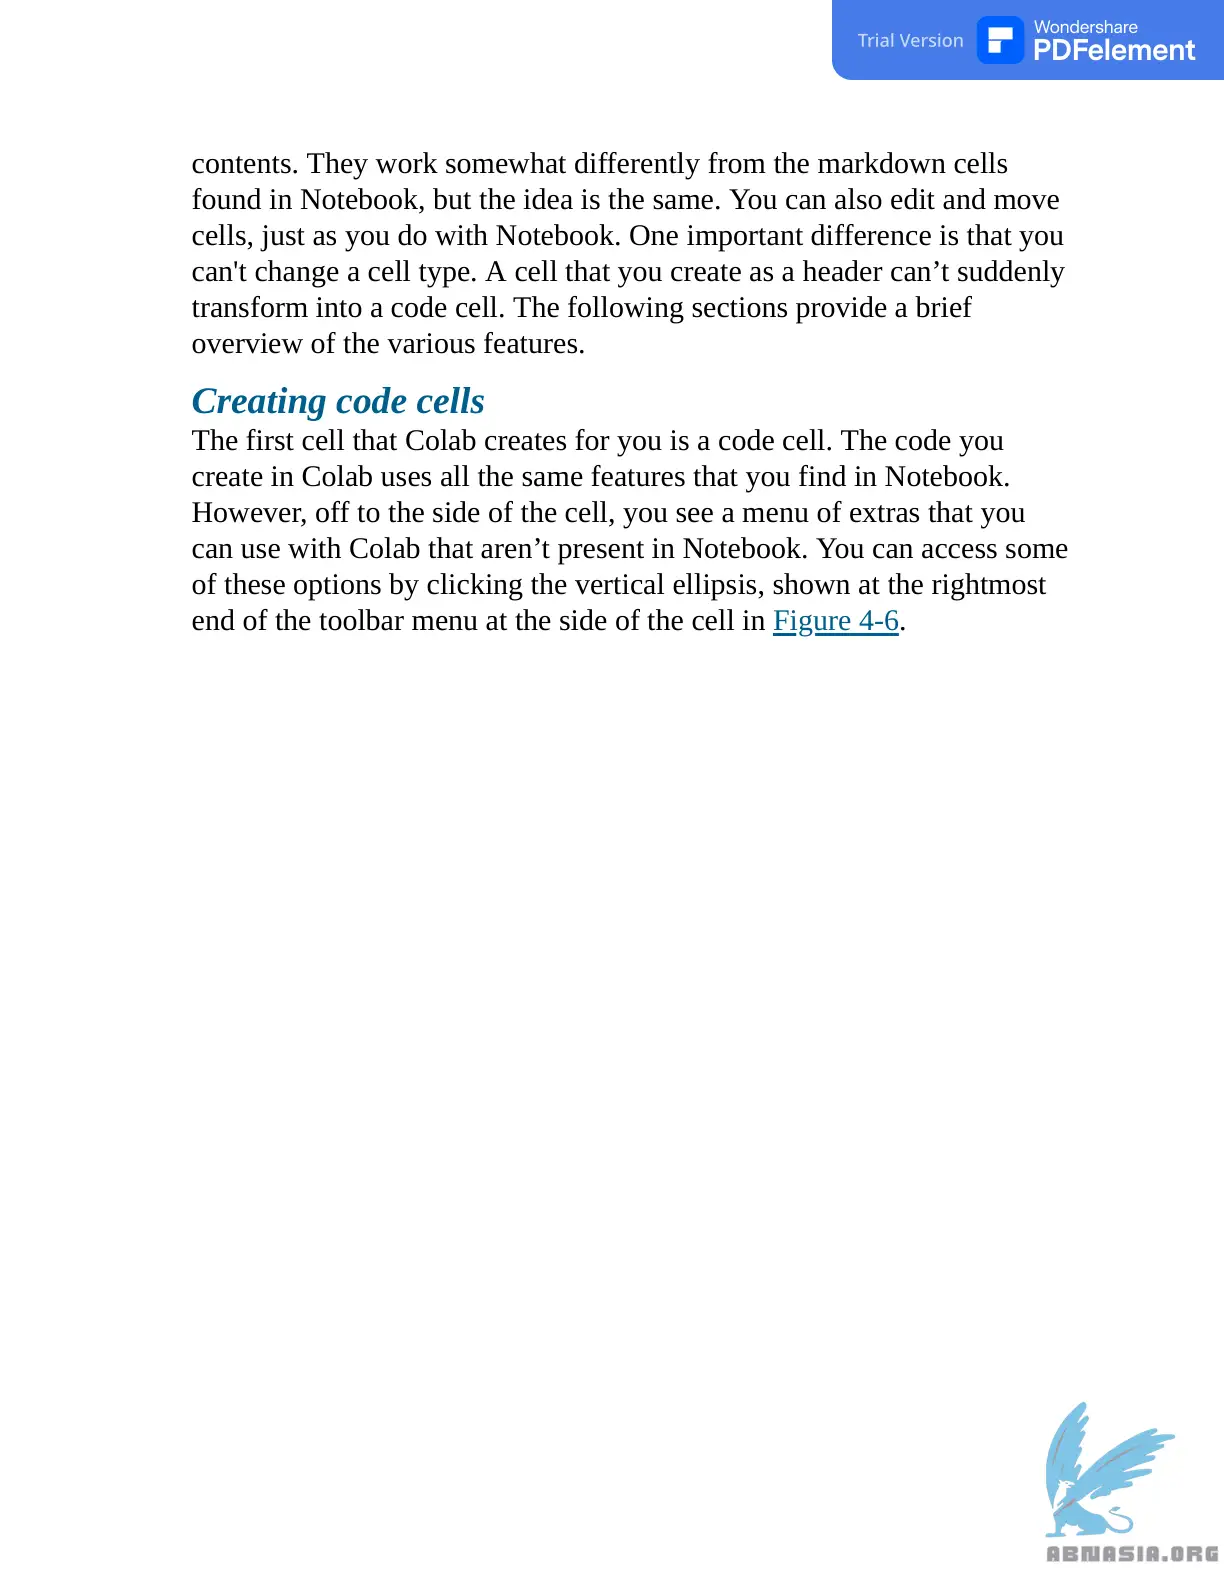 Trial Version
Wondershare
PDFelement
contents. They work somewhat differently from the markdown cells
found in Notebook, but the idea is the same. You can also edit and move
cells, just as you do with Notebook. One important difference is that you
can't change a cell type. A cell that you create as a header can’t suddenly
transform into a code cell. The following sections provide a brief
overview of the various features.
Creating code cells
The first cell that Colab creates for you is a code cell. The code you
create in Colab uses all the same features that you find in Notebook.
However, off to the side of the cell, you see a menu of extras that you
can use with Colab that aren’t present in Notebook. You can access some
of these options by clicking the vertical ellipsis, shown at the rightmost
end of the toolbar menu at the side of the cell in Figure 4-6.
ABNASIA.ORG